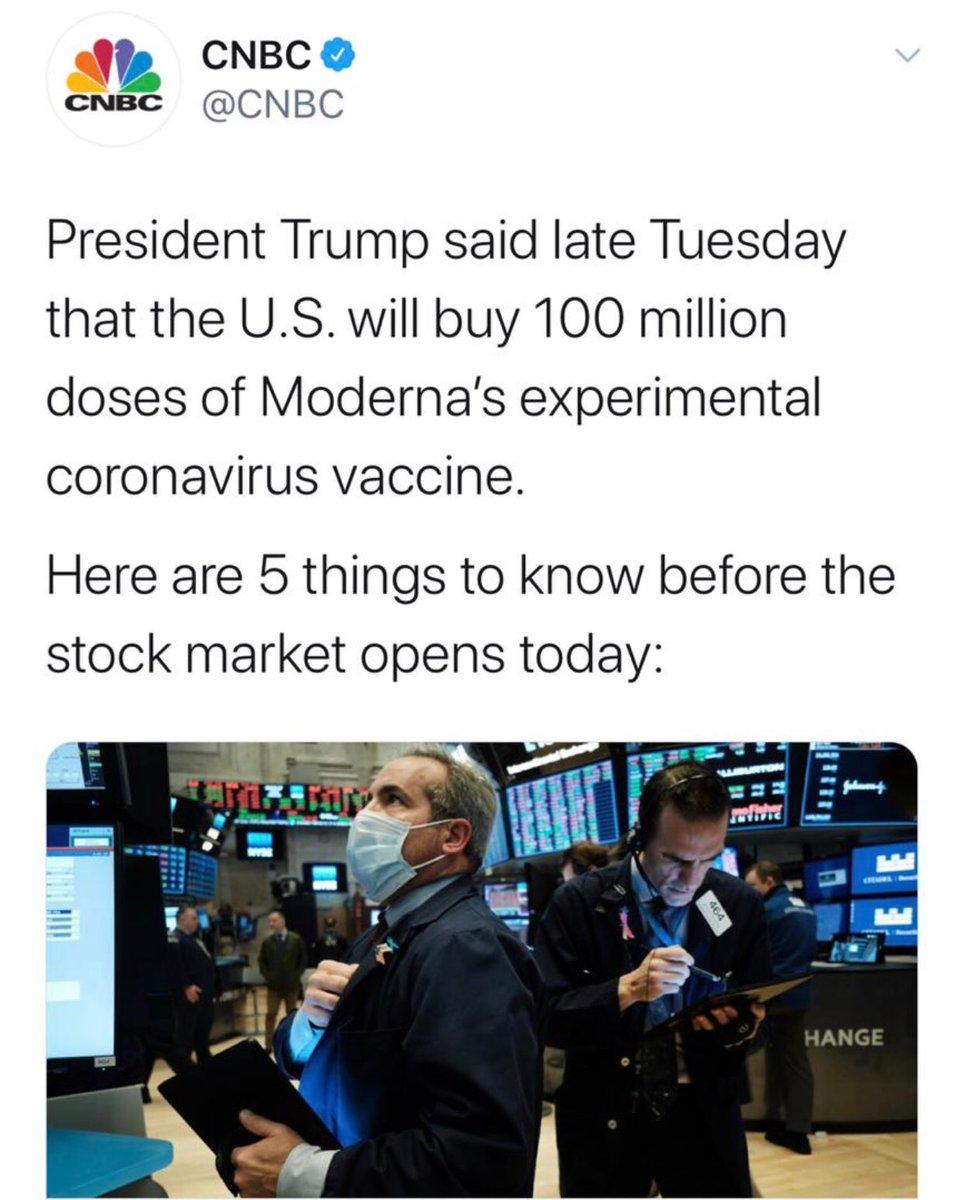 CNBC
@CNBC
CNBC
President Trump said late Tuesday
that the U.S. will buy 100 million
doses of Moderna’s experimental
coronavirus vaccine.
Here are 5 things to know before the
stock market opens today:
464
HANGE